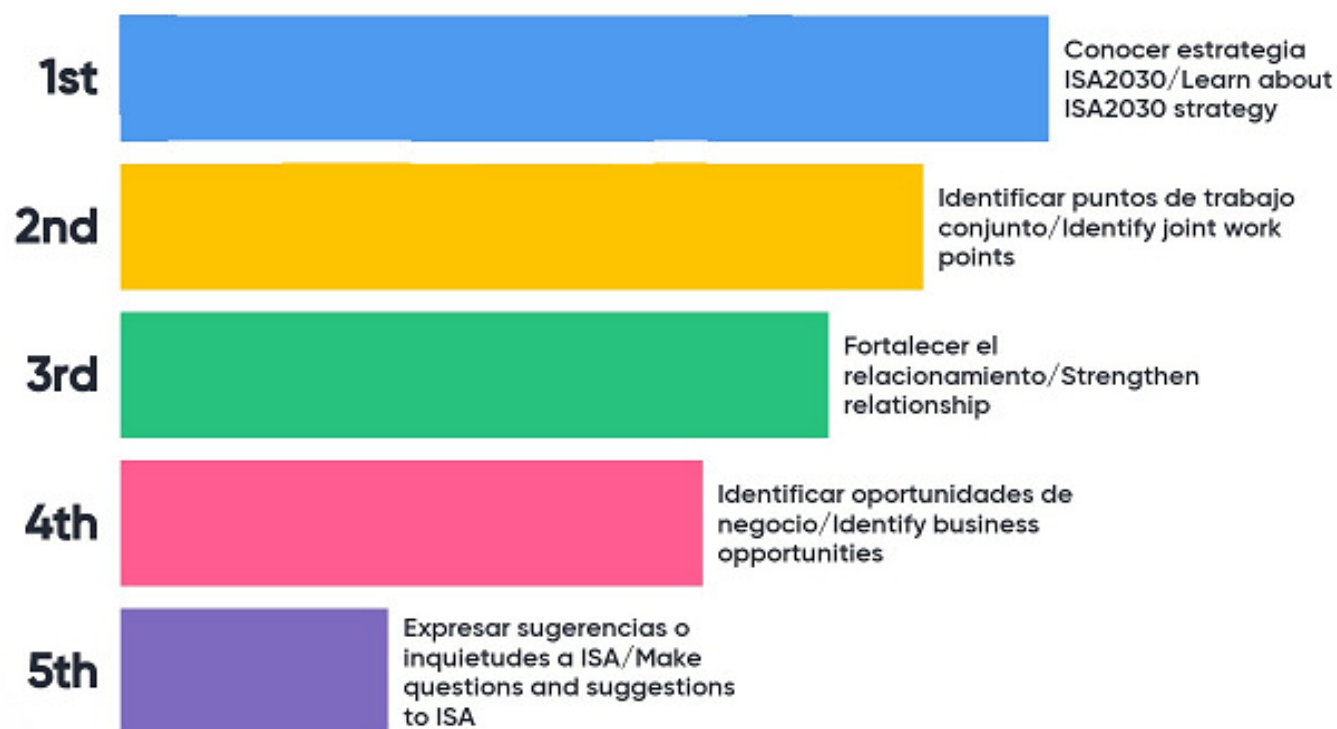 1st
Conocer estrategia
ISA2030/Learn about
ISA2030 strategy
2nd
Identificar puntos de trabajo
conjunto/Identify joint work
points
3rd
Fortalecer el
relacionamiento/Strengthen
relationship
4th
Identificar oportunidades de
negocio/Identify business
opportunities
5th
Expresar sugerencias o
inquietudes a ISA/Make
questions and suggestions
to ISA